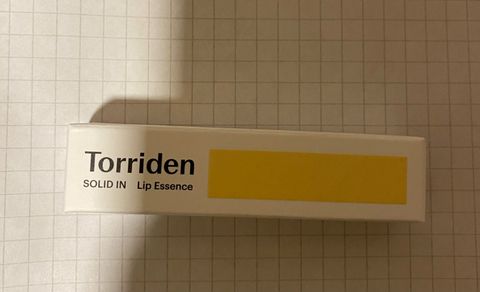 Torriden
SOLID IN Lip Essence